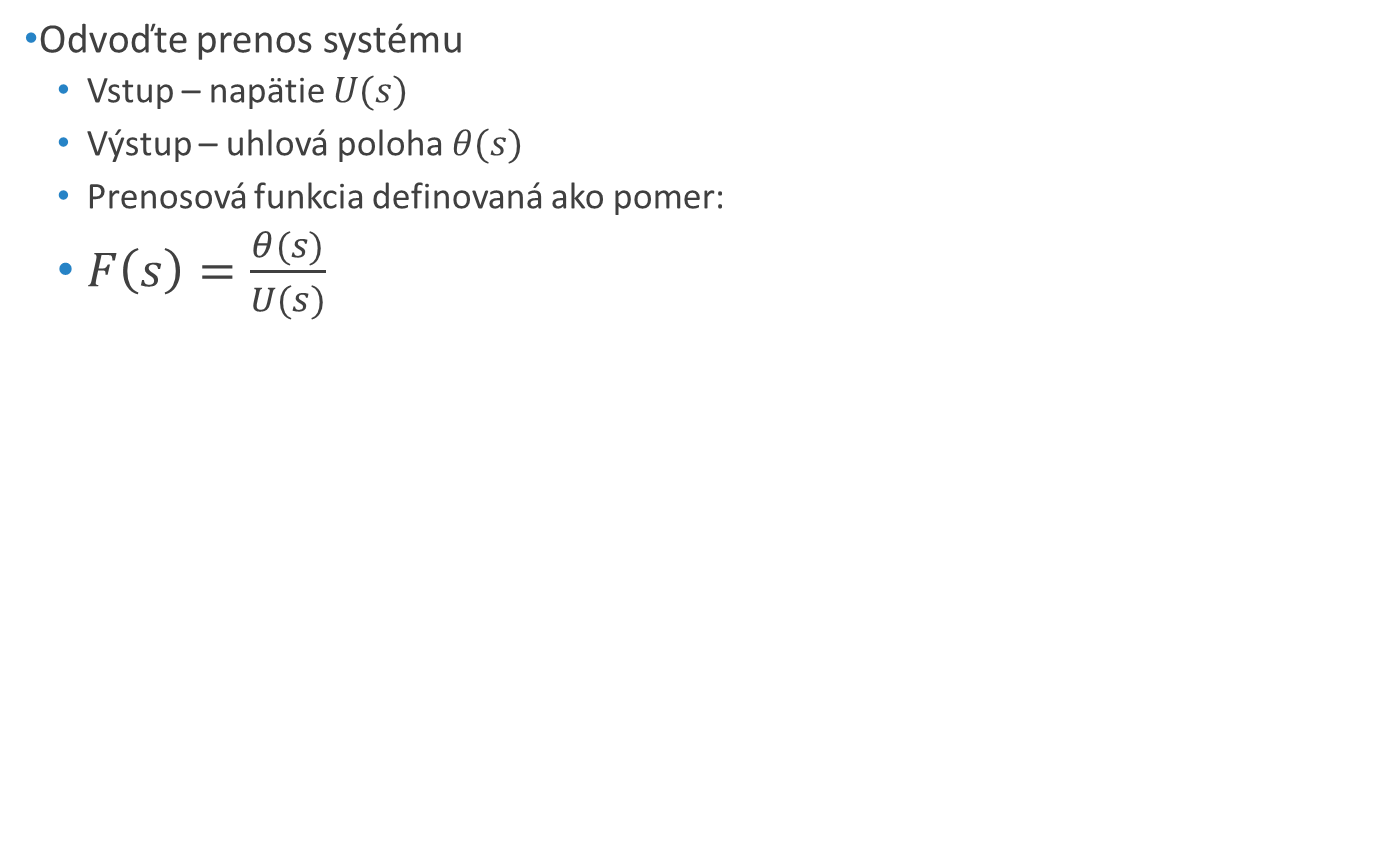 •Odvoďte prenos systému
• Vstup – napätie U(s)
• Výstup – uhlová poloha θ(s)
• Prenosová funkcia definovaná ako pomer:
• F(s) = θ(s)/U(s)